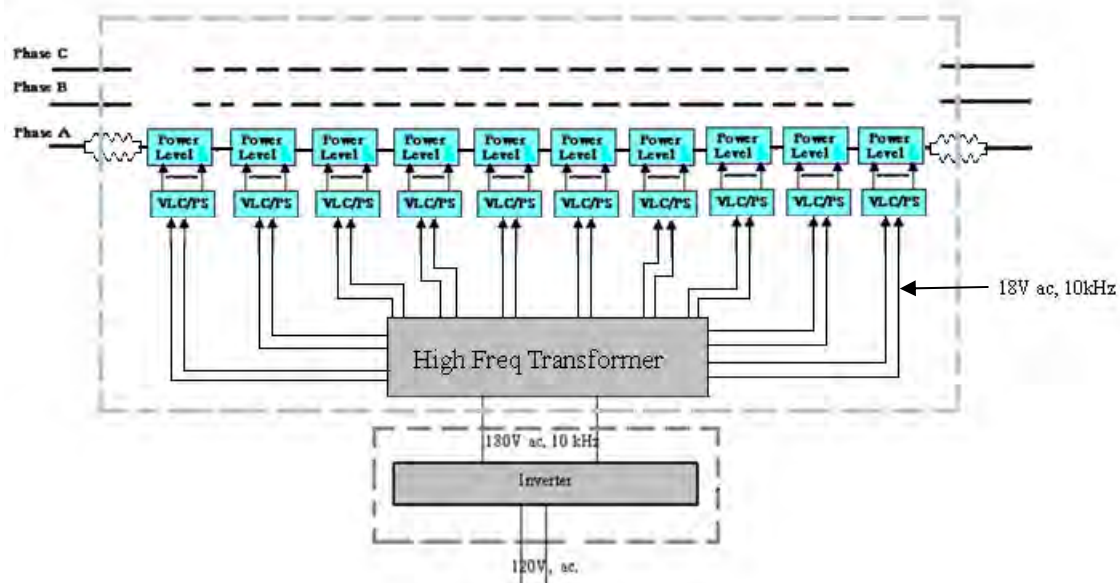 Phase C
Phase B
Phase A
Power Level
Power Level
Power Level
Power Level
Power Level
Power Level
Power Level
Power Level
Power Level
Power Level
VLC/PS
VLC/PS
VLC/PS
VLC/PS
VLC/PS
VLC/PS
VLC/PS
VLC/PS
VLC/PS
VLC/PS
18V ac, 10kHz
High Freq Transformer
180V ac, 10 kHz
Inverter
120V, ac.